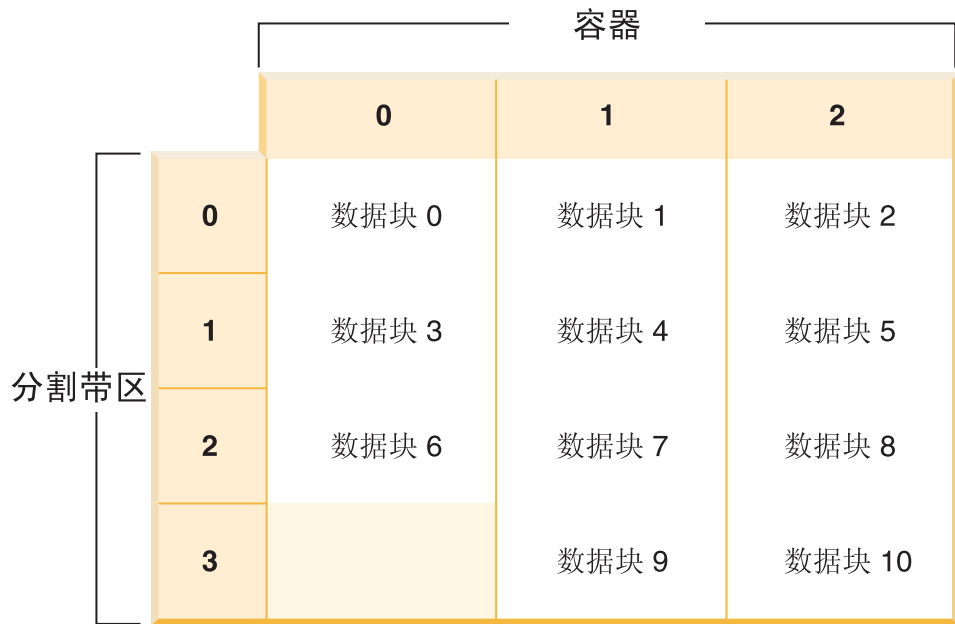 容器
0 1 2
0 数据块 0 数据块 1 数据块 2
1 数据块 3 数据块 4 数据块 5
分割带区
2 数据块 6 数据块 7 数据块 8
3 数据块 9 数据块 10